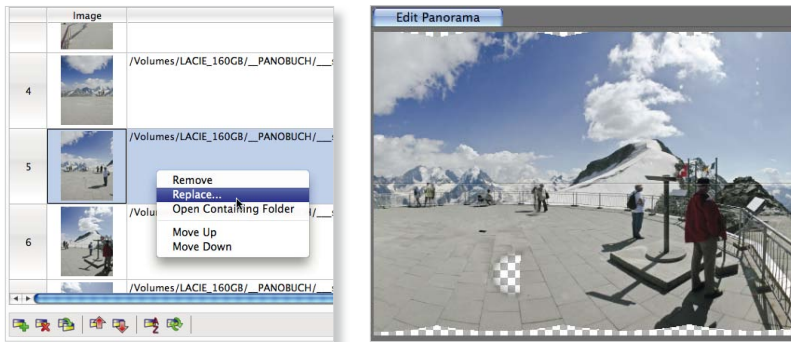 Image
4
/Volumes/LACIE_160GB/__PANOBUCH/___
5
/Volumes/LACIE_160GB/__PANOBUCH/___
Remove
Replace...
Open Containing Folder
Move Up
Move Down
6
/Volu
/Volumes/LACIE_160GB/__PANOBUCH/___
Edit Panorama